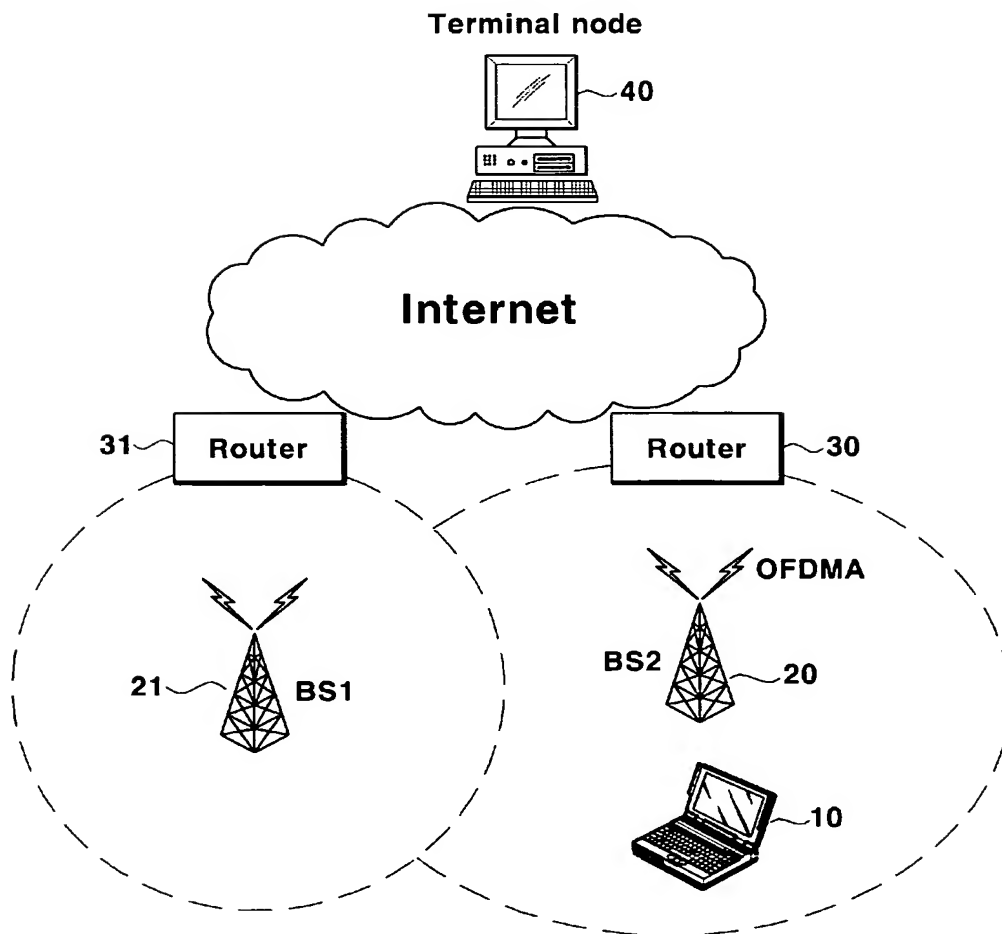 Terminal node
40
Internet
31
Router
Router
30
OFDMA
BS2
20
21
BS1
10